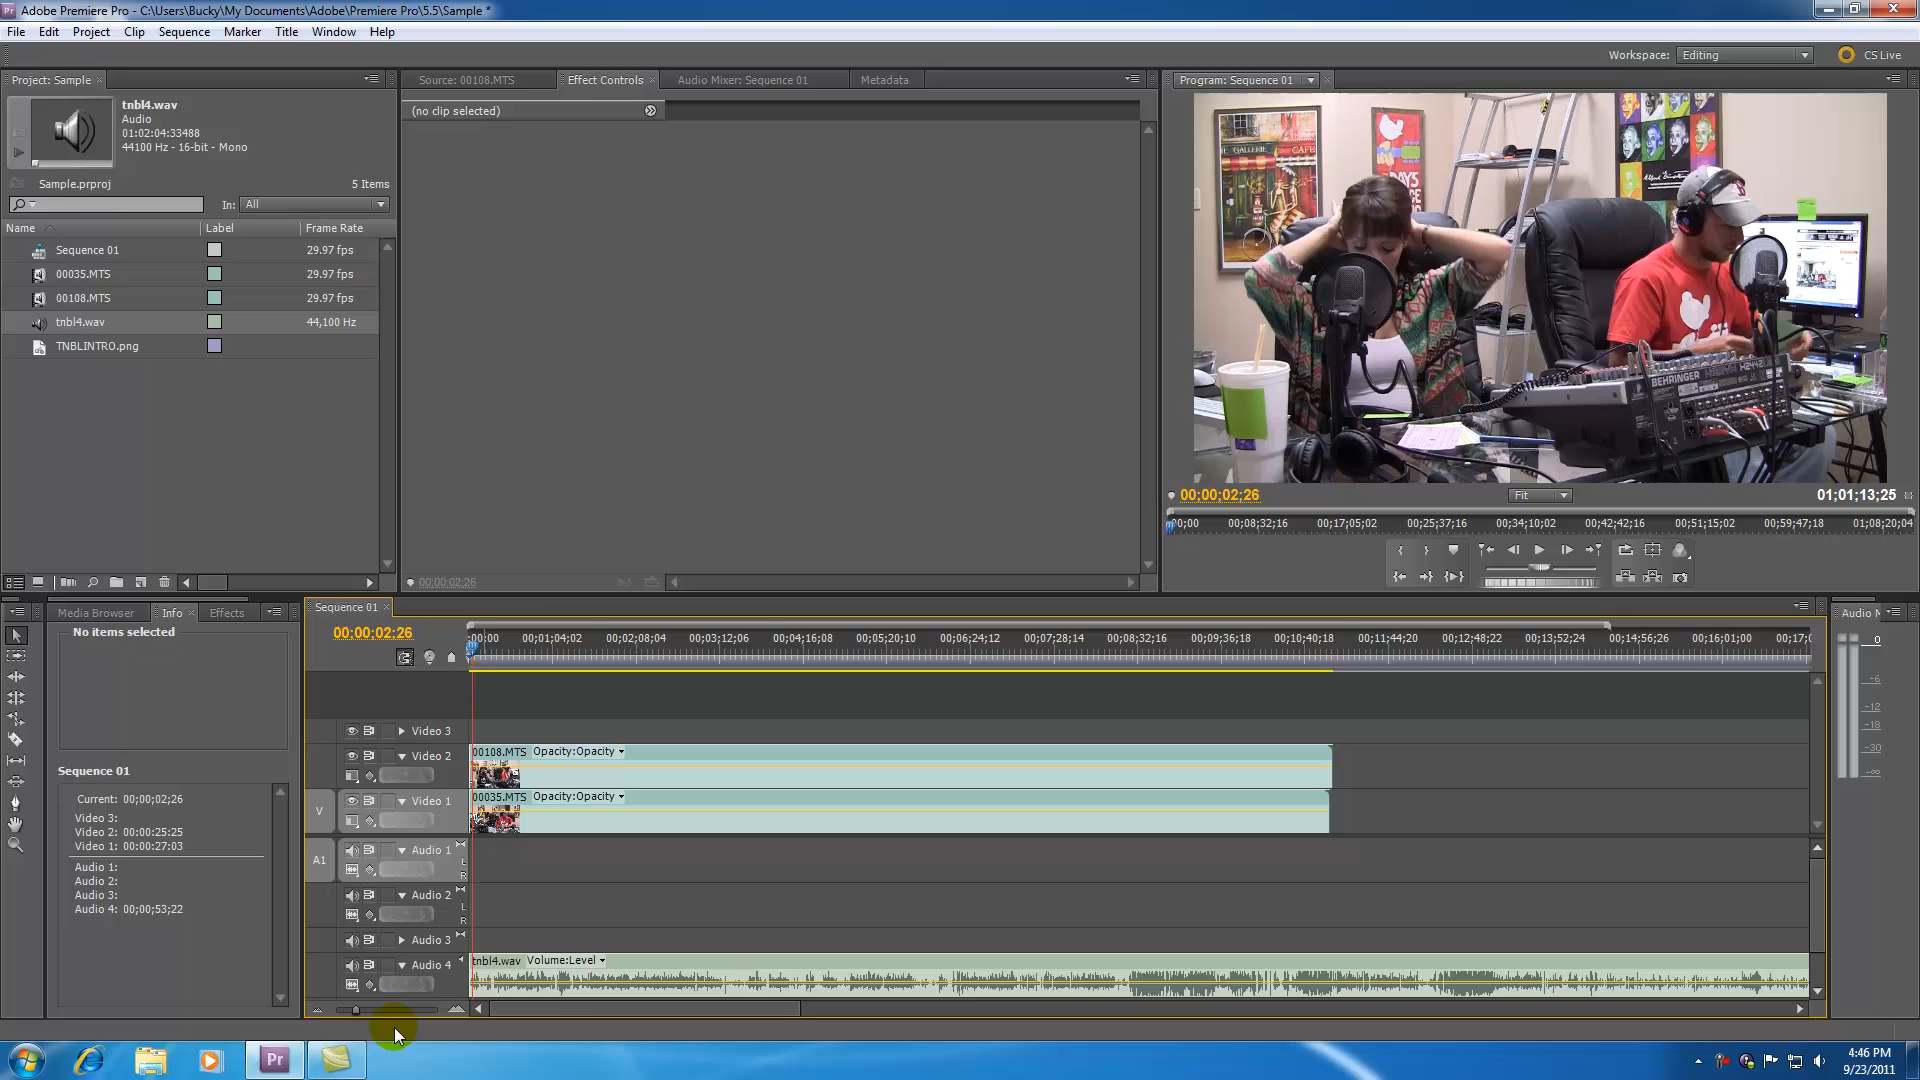 Adobe Premiere Pro - C:\Users\Bucky\My Documents\Adobe\Premiere Pro\5.5\Sample *
File Edit Project Clip Sequence Marker Title Window Help
Workspace: Editing CS Live
Project: Sample
tnbl4.wav
Audio
01:02:04:33488
44100 Hz - 16-bit - Mono
Sample.prproj 5 Items
In: All
Name Label Frame Rate
Sequence 01 29.97 fps
00035.MTS 29.97 fps
00108.MTS 29.97 fps
tnbl4.wav 44,100 Hz
TNBLINTRO.png
Source: 00108.MTS Effect Controls Audio Mixer: Sequence 01 Metadata
(no clip selected)
00;00;02;26
Program: Sequence 01
GALLERIE CAFE
DAYS
BEHRINGER
00;00;02;26 Fit 01;01;13;25
00;00 00;08;32;16 00;17;05;02 00;25;37;16 00;34;10;02 00;42;42;16 00;51;15;02 00;59;47;18 01;08;20;04
Media Browser Info Effects
No items selected
Sequence 01
Current: 00;00;02;26
Video 3:
Video 2: 00:00:25:25
Video 1: 00:00:27:03
Audio 1:
Audio 2:
Audio 3:
Audio 4: 00;00;53;22
Sequence 01
00;00;02;26
;00;00 00;01;04;02 00;02;08;04 00;03;12;06 00;04;16;08 00;05;20;10 00;06;24;12 00;07;28;14 00;08;32;16 00;09;36;18 00;10;40;18 00;11;44;20 00;12;48;22 00;13;52;24 00;14;56;26 00;16;01;00 00;17;0
Video 3
Video 2 00108.MTS Opacity:Opacity
V Video 1 00035.MTS Opacity:Opacity
A1 Audio 1 L R
Audio 2 L R
Audio 3
Audio 4 tnbl4.wav Volume:Level
Audio M
0
-6
-12
-18
-30
-∞
Pr
4:46 PM
9/23/2011